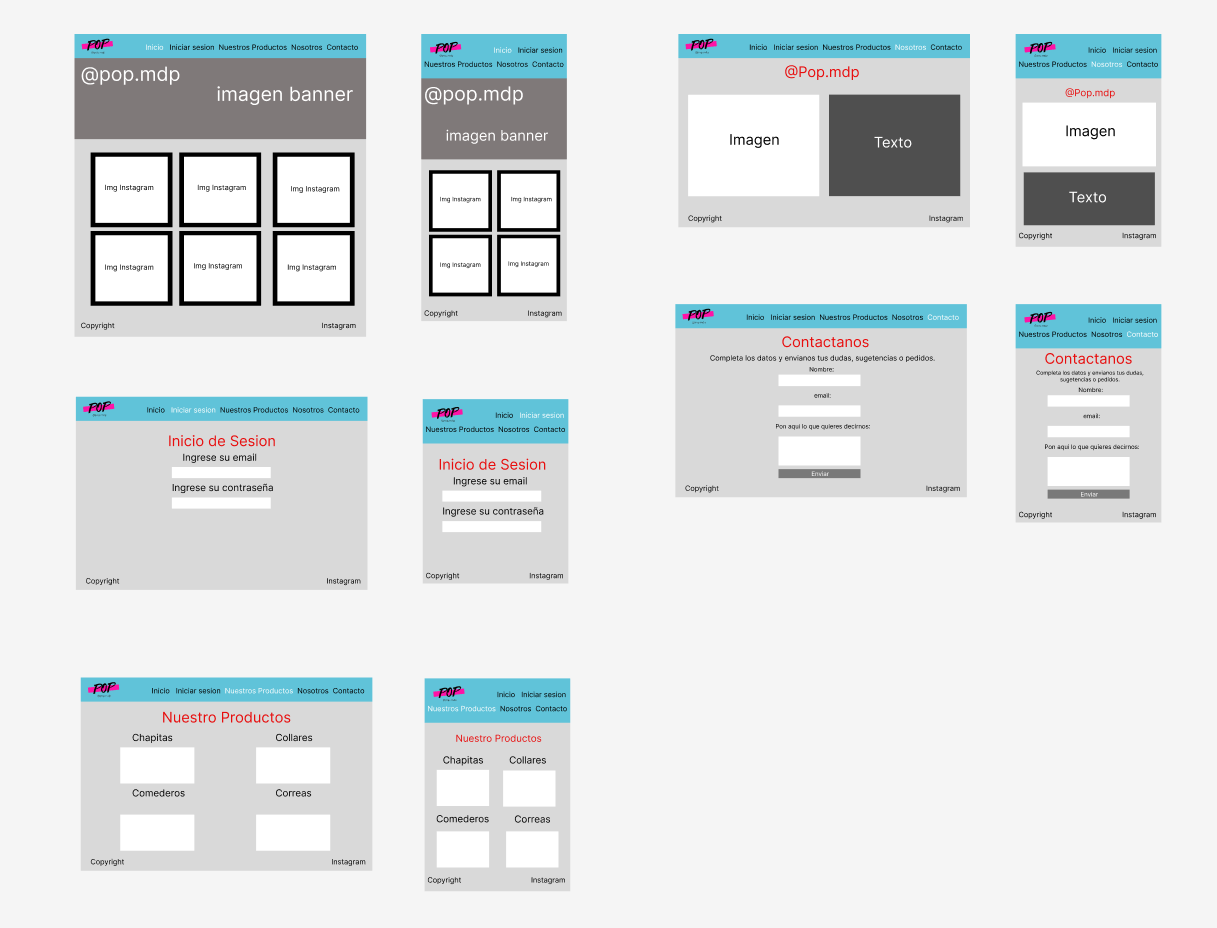 POP
Inicio Iniciar sesion Nuestros Productos Nosotros Contacto
@pop.mdp
imagen banner
Img Instagram Img Instagram Img Instagram
Img Instagram Img Instagram Img Instagram
Copyright Instagram
POP
Inicio Iniciar sesion
Nuestros Productos Nosotros Contacto
@pop.mdp
imagen banner
Img Instagram Img Instagram
Img Instagram Img Instagram
Copyright Instagram
POP
Inicio Iniciar sesion Nuestros Productos Nosotros Contacto
@Pop.mdp
Imagen Texto
Copyright Instagram
POP
Inicio Iniciar sesion
Nuestros Productos Nosotros Contacto
@Pop.mdp
Imagen
Texto
Copyright Instagram
POP
Inicio Iniciar sesion Nuestros Productos Nosotros Contacto
Inicio de Sesion
Ingrese su email
Ingrese su contraseña
Copyright Instagram
POP
Inicio Iniciar sesion
Nuestros Productos Nosotros Contacto
Inicio de Sesion
Ingrese su email
Ingrese su contraseña
Copyright Instagram
POP
Inicio Iniciar sesion Nuestros Productos Nosotros Contacto
Contactanos
Completa los datos y envianos tus dudas, sugetencias o pedidos.
Nombre:
email:
Pon aqui lo que quieres decirnos:
Enviar
Copyright Instagram
POP
Inicio Iniciar sesion
Nuestros Productos Nosotros Contacto
Contactanos
Completa los datos y envianos tus dudas,
sugetencias o pedidos.
Nombre:
email:
Pon aqui lo que quieres decirnos:
Enviar
Copyright Instagram
POP
Inicio Iniciar sesion Nuestros Productos Nosotros Contacto
Nuestro Productos
Chapitas Collares
Comederos Correas
Copyright Instagram
POP
Inicio Iniciar sesion
Nuestros Productos Nosotros Contacto
Nuestro Productos
Chapitas Collares
Comederos Correas
Copyright Instagram